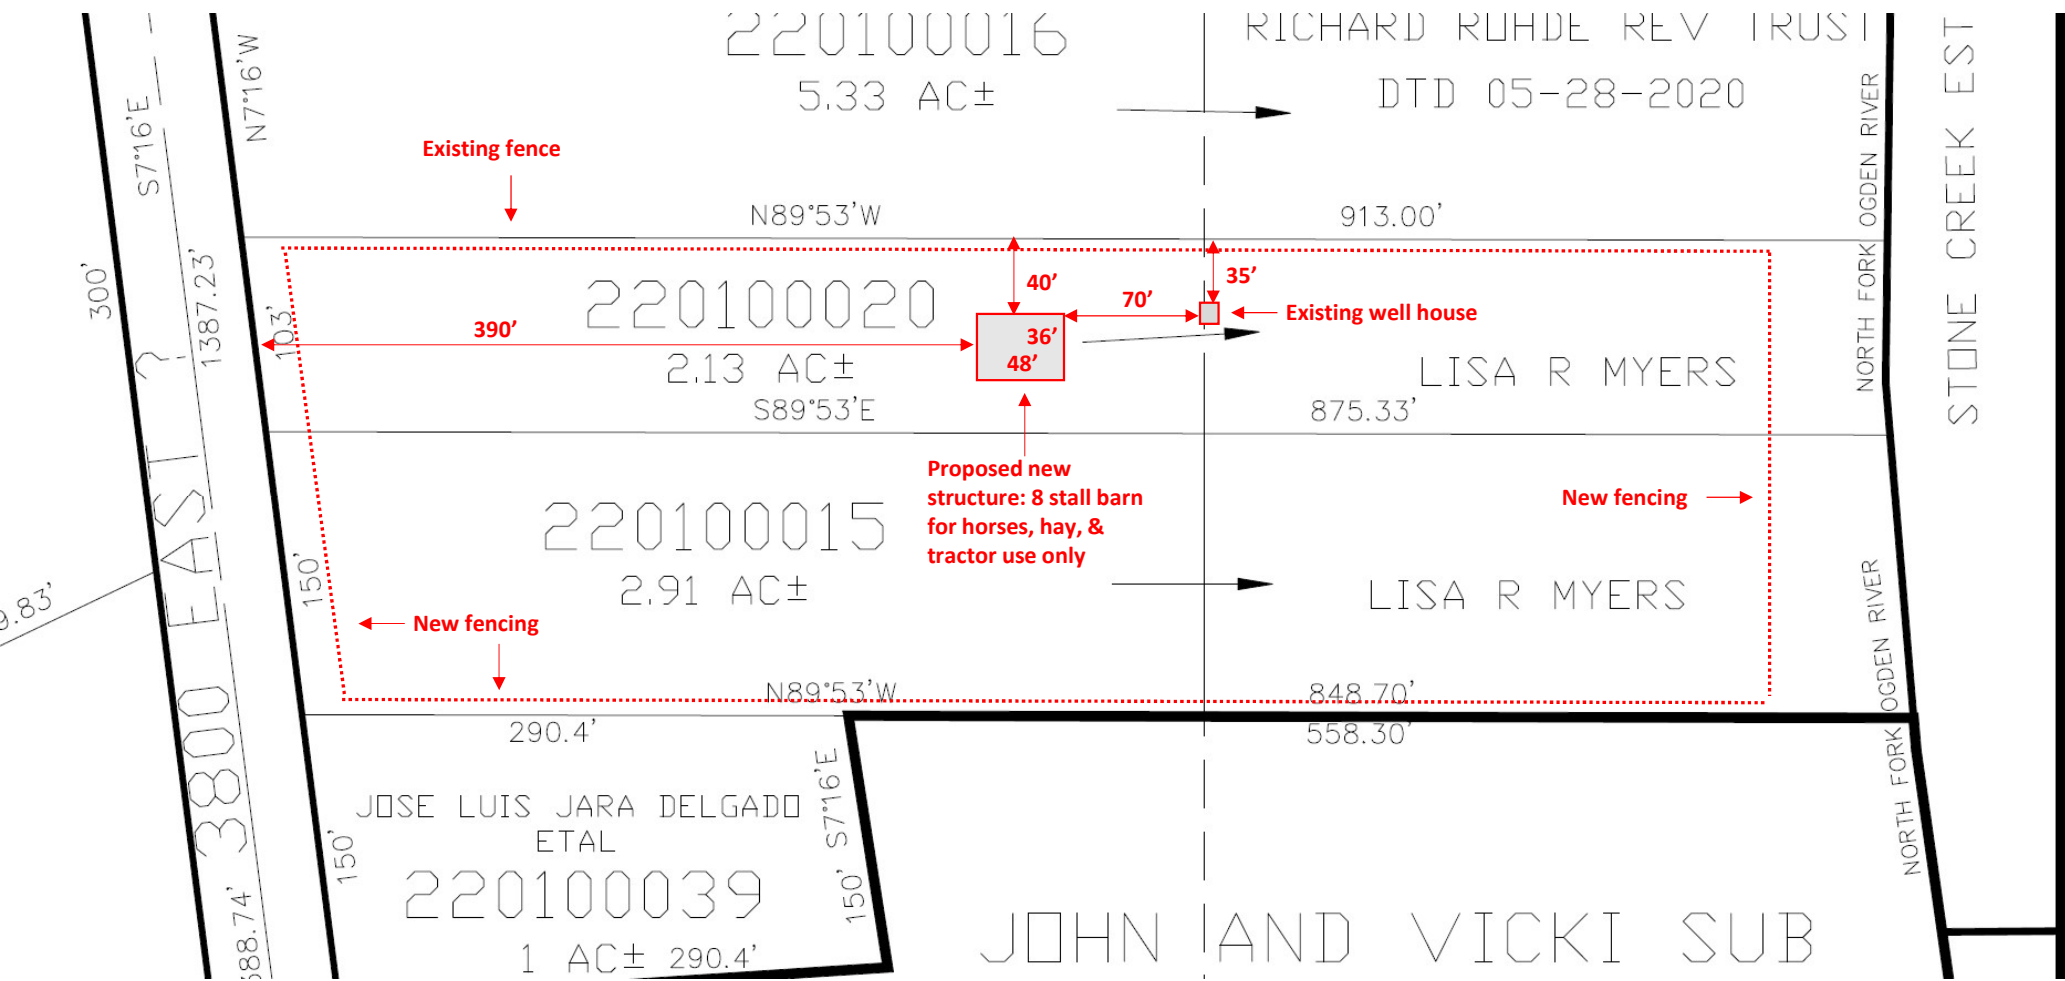 220100016
5.33 AC±
RICHARD ROHDE REV TRUST
DTD 05-28-2020
N7°16'W
S7°16'E
Existing fence
N89°53'W
913.00'
NORTH FORK OGDEN RIVER
STONE CREEK EST
300'
1387.23'
103'
220100020
2.13 AC±
390'
40'
70'
35'
Existing well house
36'
48'
LISA R MYERS
S89°53'E
875.33'
3800 EAST ?
Proposed new
structure: 8 stall barn
for horses, hay, &
tractor use only
New fencing
220100015
2.91 AC±
LISA R MYERS
150'
9.83'
New fencing
N89°53'W
848.70'
NORTH FORK OGDEN RIVER
290.4'
558.30'
S7°16'E
JOSE LUIS JARA DELGADO
ETAL
220100039
1 AC±
290.4'
150'
150'
588.74'
JOHN AND VICKI SUB